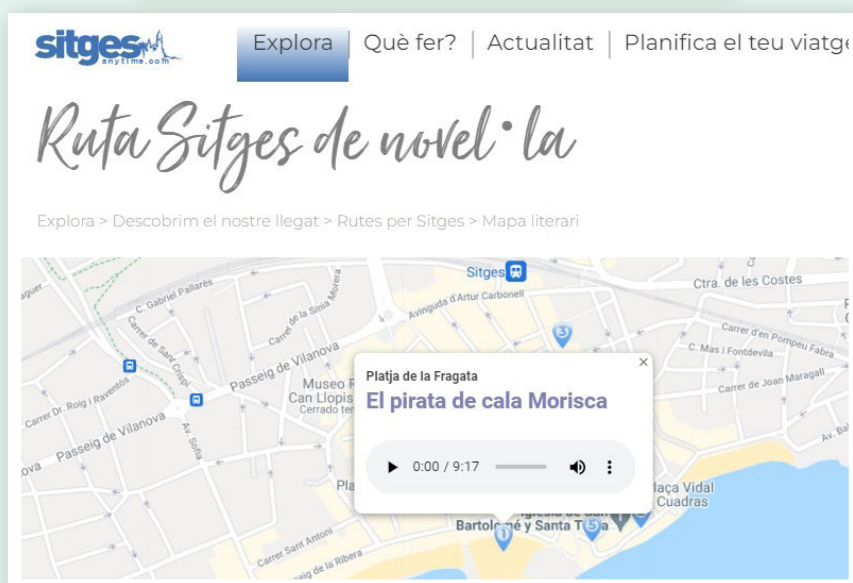 sitges
anytime.com
Explora | Què fer? | Actualitat | Planifica el teu viatge
Ruta Sitges de novel·la
Explora > Descobrim el nostre llegat > Rutes per Sitges > Mapa literari
Sitges
Ctra. de les Costes
C. Gabriel Pallarès
Carrer de la Sínia Morera
Avinguda d'Artur Carbonell
3
Carrer d'en Pompeu Fabra
C. Mas i Fontdevila
Carrer de Sant Crispí
Passeig de Vilanova
Platja de la Fragata
El pirata de cala Morisca
Museo
Can Llopis
Cerrado
Carrer de Joan Maragall
Carrer Dr. Roig i Raventós
Passeig de Vilanova
Av. Sofia
0:00 / 9:17
Plaça Vidal
Cuadras
Bartolomé y Santa Tecla
1
5
Carrer Sant Antoni
Passeig de la Ribera